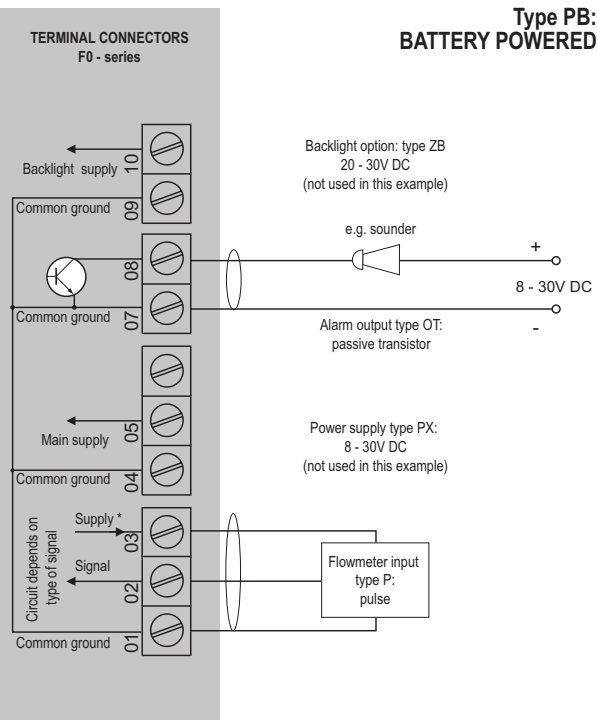 Type PB:
BATTERY POWERED
TERMINAL CONNECTORS
F0 - series
Backlight supply
10
Backlight option: type ZB
20 - 30V DC
(not used in this example)
Common ground
09
e.g. sounder
08
+
8 - 30V DC
Common ground
07
-
Alarm output type OT:
passive transistor
Main supply
05
Power supply type PX:
8 - 30V DC
(not used in this example)
Common ground
04
Circuit depends on
type of signal
Supply *
03
Signal
02
Flowmeter input
type P:
pulse
Common ground
01